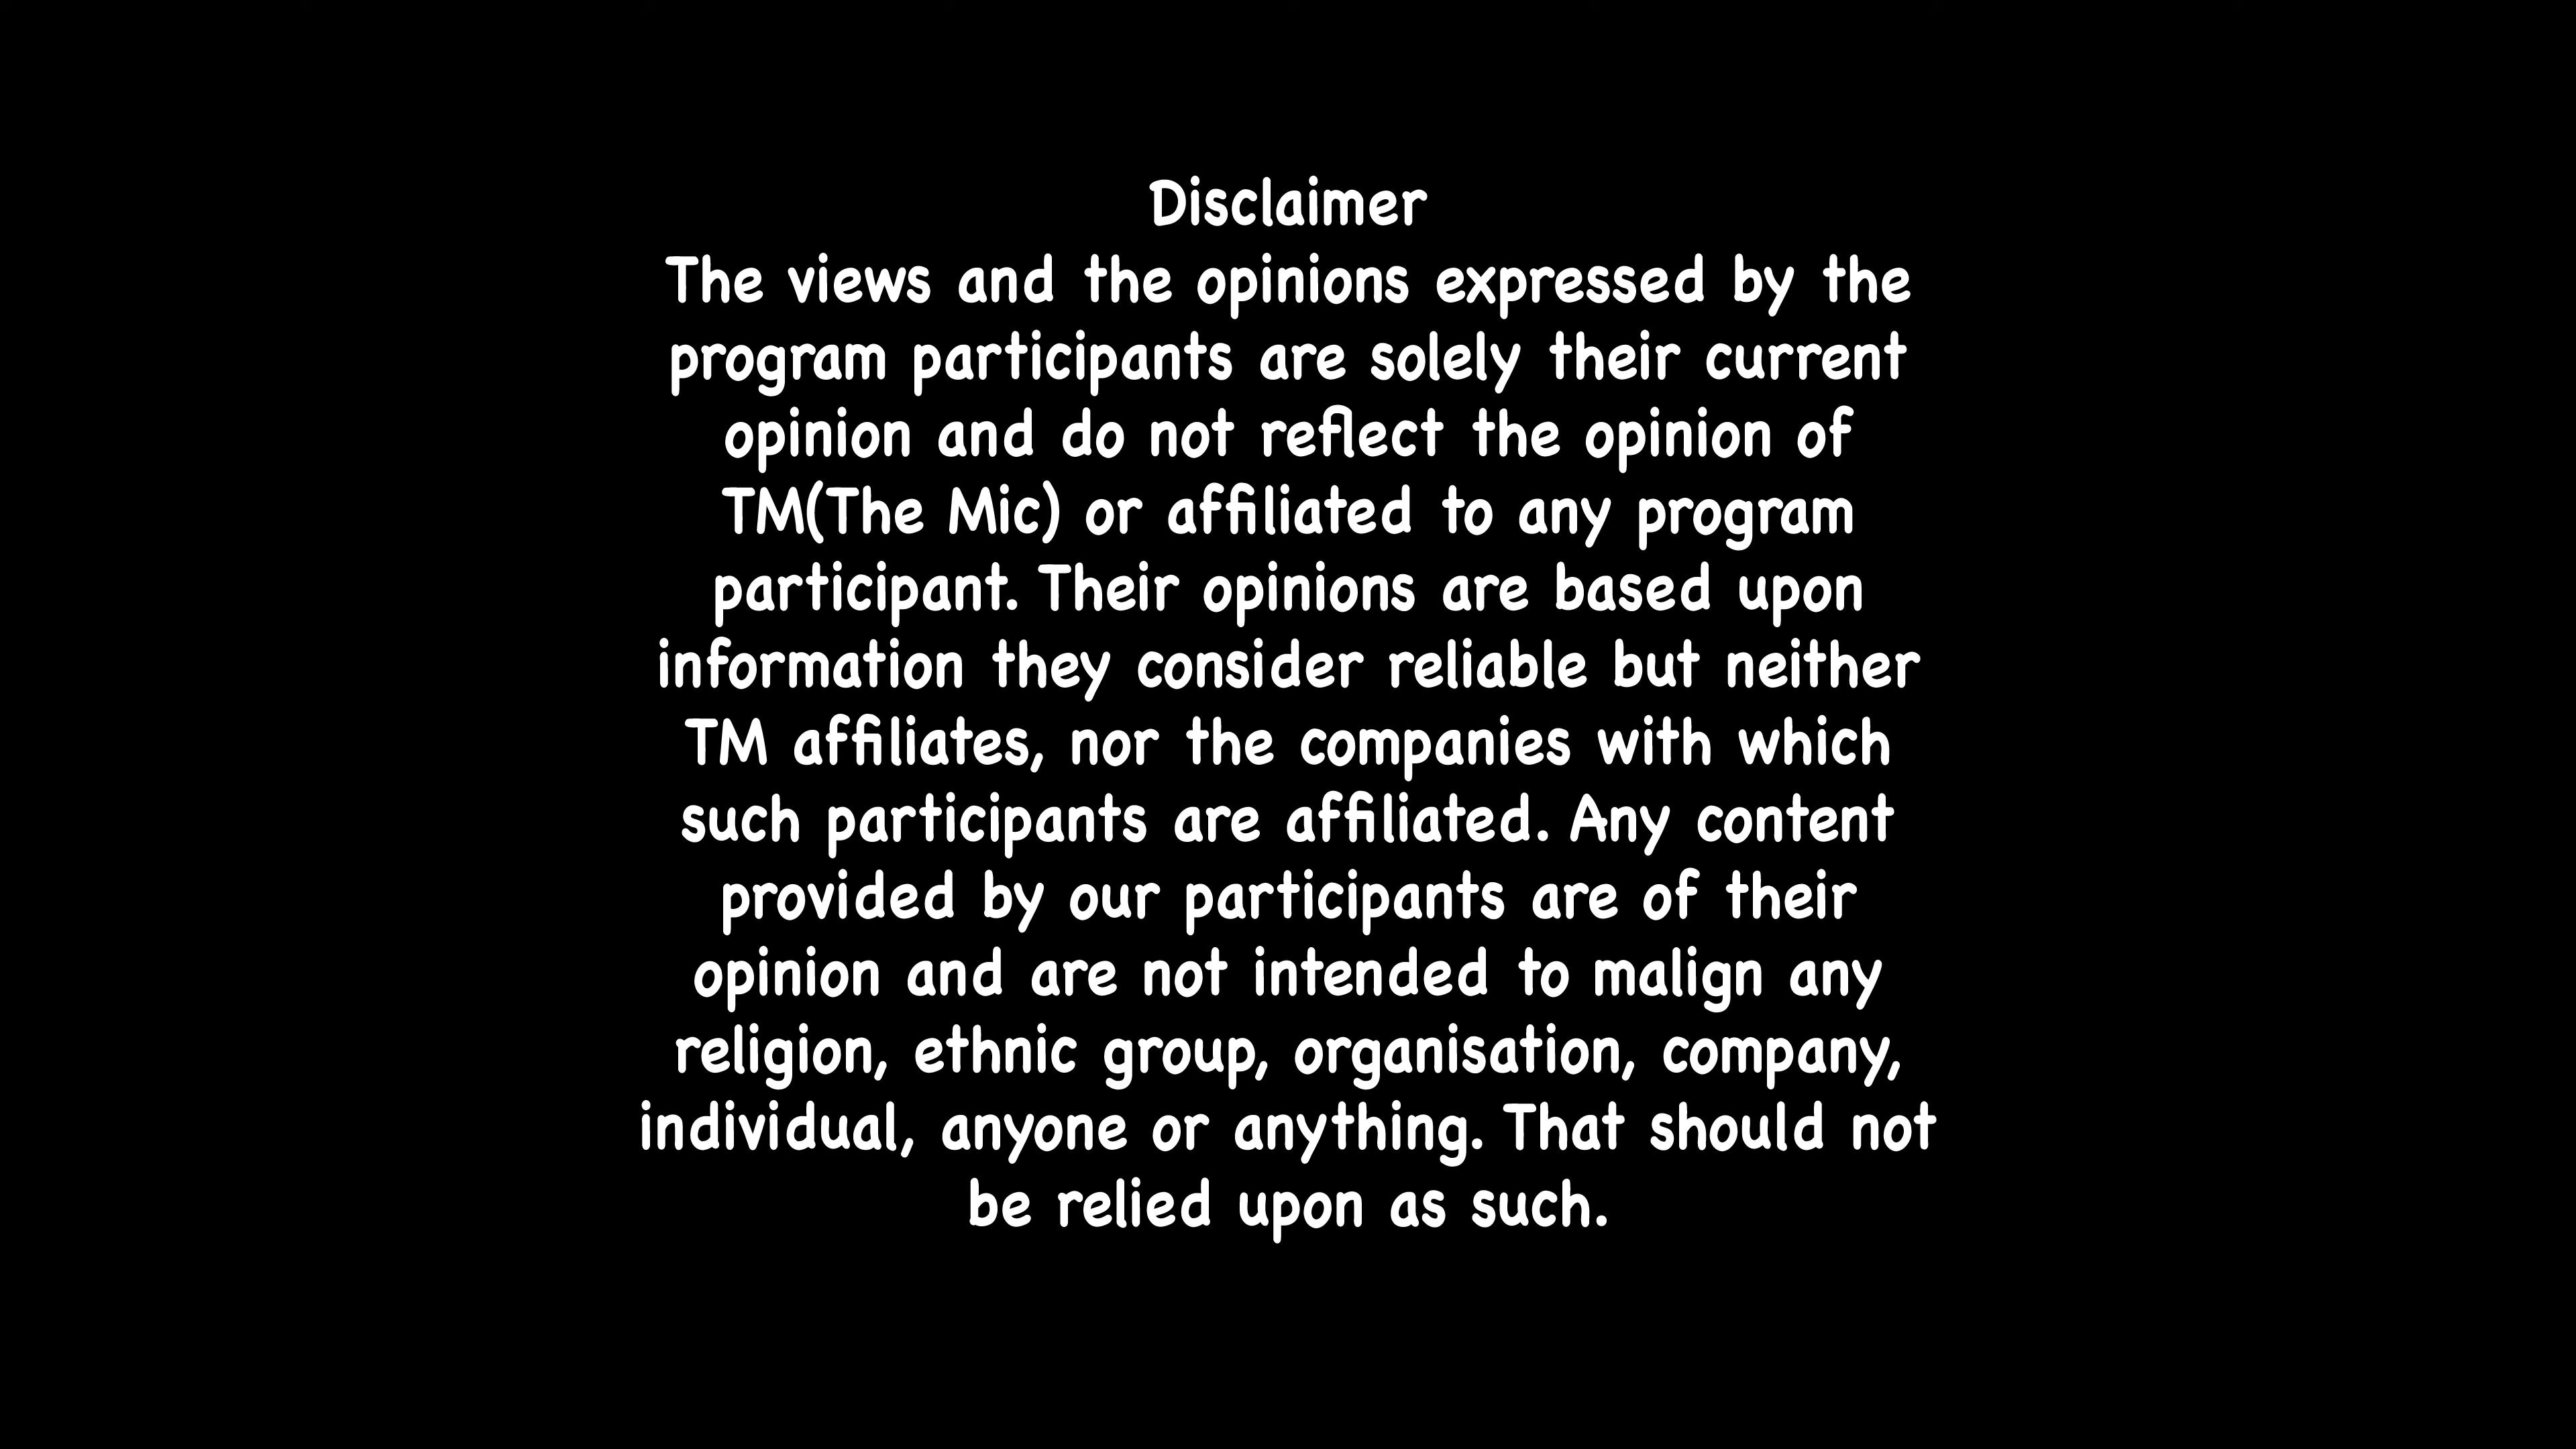 Disclaimer
The views and the opinions expressed by the
program participants are solely their current
opinion and do not reflect the opinion of
TM(The Mic) or affiliated to any program
participant. Their opinions are based upon
information they consider reliable but neither
TM affiliates, nor the companies with which
such participants are affiliated. Any content
provided by our participants are of their
opinion and are not intended to malign any
religion, ethnic group, organisation, company,
individual, anyone or anything. That should not
be relied upon as such.